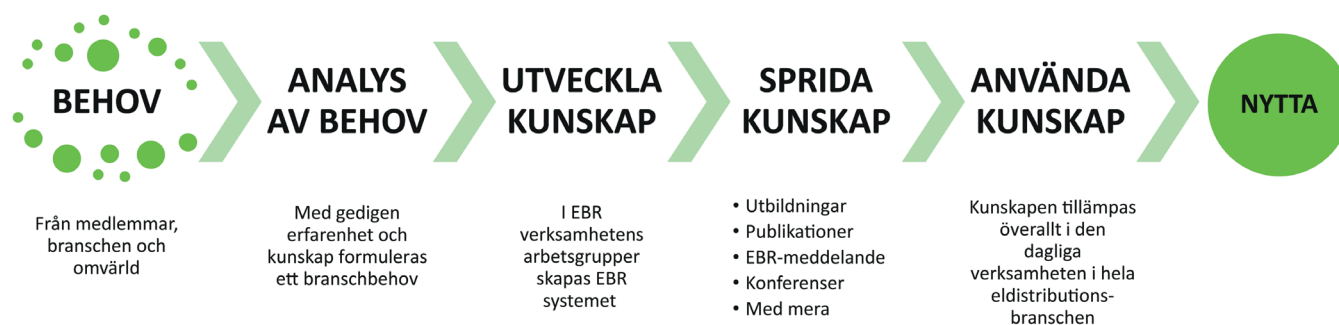 BEHOV
Från medlemmar,
branschen och
omvärld
ANALYS
AV BEHOV
Med gedigen
erfarenhet och
kunskap formuleras
ett branschbehov
UTVECKLA
KUNSKAP
I EBR
verksamhetens
arbetsgrupper
skapas EBR
systemet
SPRIDA
KUNSKAP
• Utbildningar
• Publikationer
• EBR-meddelande
• Konferenser
• Med mera
ANVÄNDA
KUNSKAP
Kunskapen tillämpas
överallt i den
dagliga
verksamheten i hela
eldistributions-
branschen
NYTTA